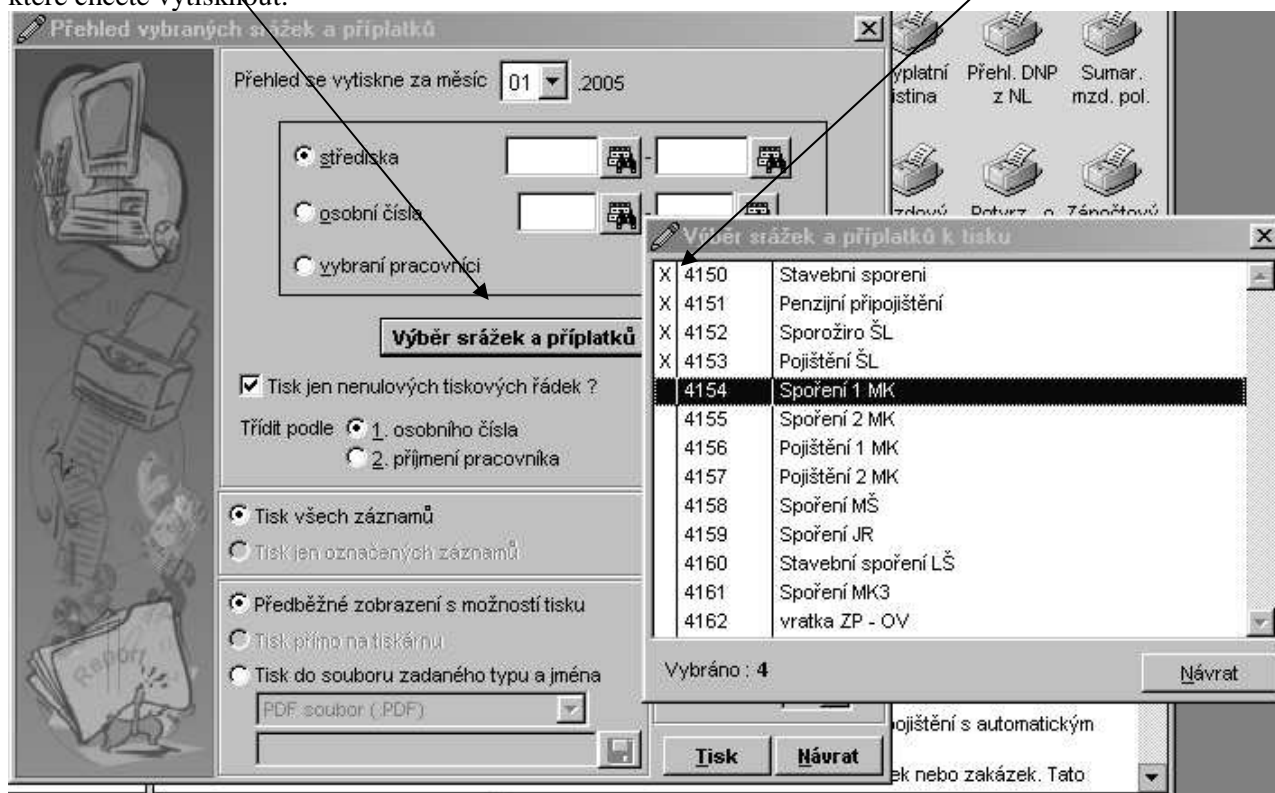 které chcete vytisknout.
Přehled vybraných srážek a příplatků
Přehled se vytiskne za měsíc 01 .2005
střediska -
osobní čísla -
vybraní pracovníci
Výběr srážek a příplatků
Tisk jen nenulových tiskových řádek ?
Třídit podle 1. osobního čísla
2. příjmení pracovníka
Tisk všech záznamů
Tisk jen označených záznamů
Předběžné zobrazení s možností tisku
Tisk přímo na tiskárnu
Tisk do souboru zadaného typu a jména
PDF soubor (.PDF)
Tisk Návrat
Report
yplatní Přehl. DNP Sumar.
istina z NL mzd. pol.
zdový Potvrz. o Zápočtový
Výběr srážek a příplatků k tisku
X 4150 Stavebni sporeni
X 4151 Penzijní připojištění
X 4152 Sporožiro ŠL
X 4153 Pojištění ŠL
4154 Spoření 1 MK
4155 Spoření 2 MK
4156 Pojištění 1 MK
4157 Pojištění 2 MK
4158 Spoření MŠ
4159 Spoření JR
4160 Stavební spoření LŠ
4161 Spoření MK3
4162 vratka ZP - OV
Vybráno : 4 Návrat
ojištění s automatickým
ek nebo zakázek. Tato